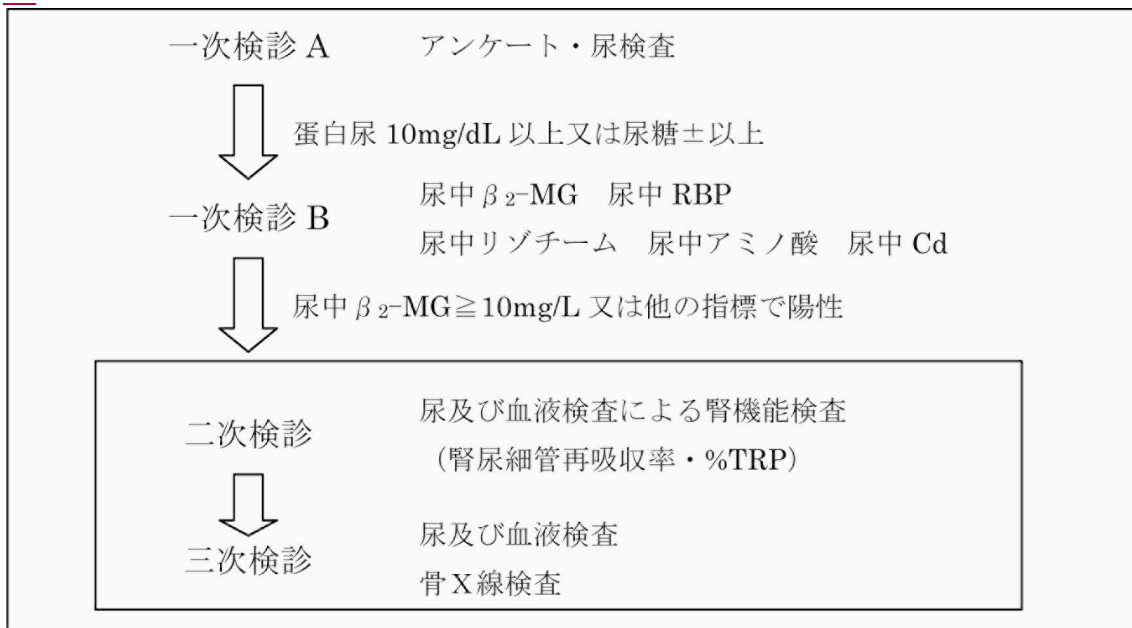 一次検診 A　アンケート・尿検査
蛋白尿 10mg/dL 以上又は尿糖±以上
尿中 β2-MG　尿中 RBP
一次検診 B
尿中リゾチーム　尿中アミノ酸　尿中 Cd
尿中 β2-MG≧10mg/L 又は他の指標で陽性
尿及び血液検査による腎機能検査
二次検診
（腎尿細管再吸収率・%TRP）
尿及び血液検査
三次検診
骨X線検査